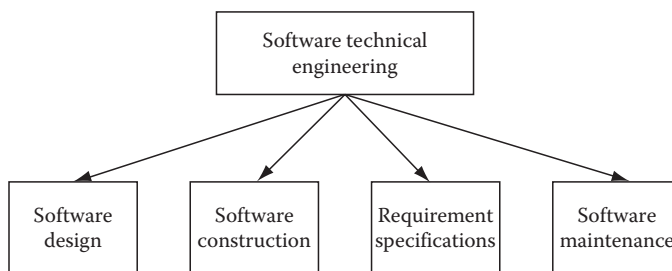 Software technical
engineering
Software
design
Software
construction
Requirement
specifications
Software
maintenance